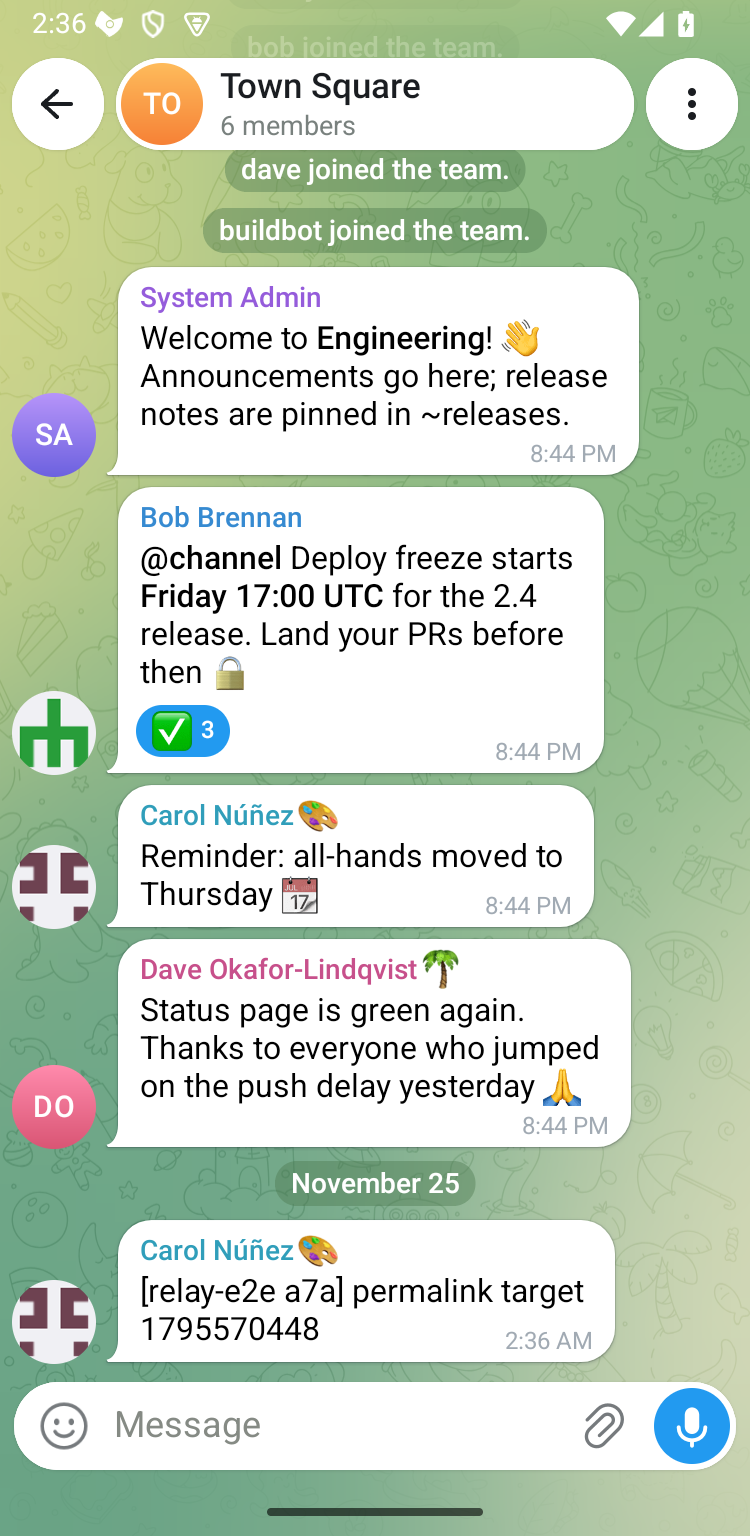 2:36
bob joined the team.
TO
Town Square
6 members
dave joined the team.
buildbot joined the team.
System Admin
Welcome to Engineering! 👋
Announcements go here; release
notes are pinned in ~releases.
8:44 PM
SA
Bob Brennan
@channel Deploy freeze starts
Friday 17:00 UTC for the 2.4
release. Land your PRs before
then 🔒
✅ 3
8:44 PM
Carol Núñez🎨
Reminder: all-hands moved to
Thursday 📅
8:44 PM
Dave Okafor-Lindqvist🌴
Status page is green again.
Thanks to everyone who jumped
on the push delay yesterday 🙏
8:44 PM
DO
November 25
Carol Núñez🎨
[relay-e2e a7a] permalink target
1795570448
2:36 AM
Message